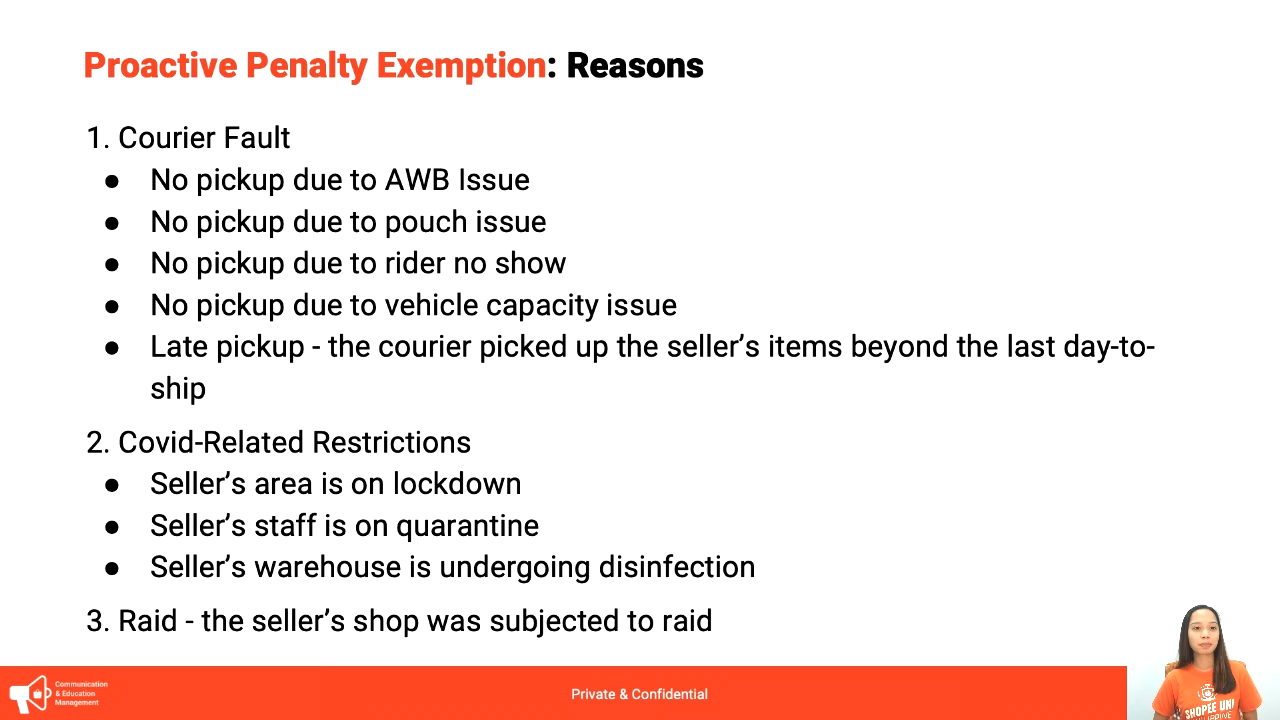 Proactive Penalty Exemption: Reasons
1. Courier Fault
● No pickup due to AWB Issue
● No pickup due to pouch issue
● No pickup due to rider no show
● No pickup due to vehicle capacity issue
● Late pickup - the courier picked up the seller’s items beyond the last day-to-
ship
2. Covid-Related Restrictions
● Seller’s area is on lockdown
● Seller’s staff is on quarantine
● Seller’s warehouse is undergoing disinfection
3. Raid - the seller’s shop was subjected to raid
Communication
& Education
Management
Private & Confidential
SHOPEE UNI